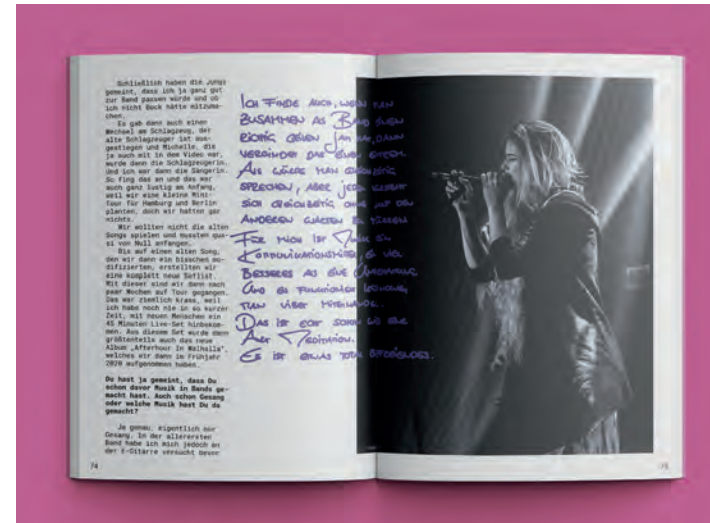 Schließlich haben die Jungs
gemeint, dass ich ja ganz gut
zur Band passen würde und ob
ich nicht Bock hätte mitzuma-
chen.
Es gab dann auch einen
Wechsel am Schlagzeug, der
alte Schlagzeuger ist aus-
gestiegen und Michelle, die
ja auch mit in dem Video war,
wurde dann die Schlagzeugerin.
Und ich war dann die Sängerin.
So fing das an und das war
auch ganz lustig am Anfang,
weil wir eine kleine Mini-
tour für Hamburg und Berlin
planten, doch wir hatten gar
nichts.
Wir wollten nicht die alten
Songs spielen und mussten qua-
si von Null anfangen.
Bis auf einen alten Song,
den wir dann ein bisschen mo-
difizierten, erstellten wir
eine komplett neue Setlist.
Mit dieser sind wir dann nach
paar Wochen auf Tour gegangen.
Das war ziemlich krass, weil
ich habe noch nie in so kurzer
Zeit, mit neuen Menschen ein
45 Minuten Live-Set hinbekom-
men. Aus diesem Set wurde dann
größtenteils auch das neue
Album „Afterhour In Walhalla",
welches wir dann im Frühjahr
2020 aufgenommen haben.
Du hast ja gemeint, dass Du
schon davor Musik in Bands ge-
macht hast. Auch schon Gesang
oder welche Musik hast Du da
gemacht?
Ja genau, eigentlich nur
Gesang. In der allerersten
Band habe ich mich jedoch an
der E-Gitarre versucht bevor
74
Ich finde auch, wenn man
zusammen als Band einen
richtig geilen Jam hat, dann
verbindet das einen extrem.
Als würde man gleichzeitig
sprechen, aber jeder
sich gleichzeitig ohne auf den
anderen warten zu müssen
Für mich ist Musik ein
Kommunikationsmittel, so viel
besseres als eine
Und es funktioniert
nun über
Das ist echt schon wie eine
Art Meditation.
Es ist etwas total
75